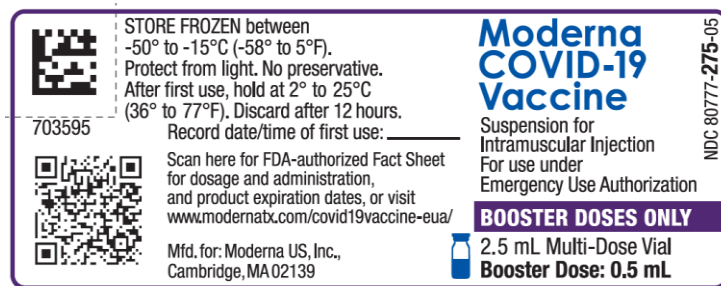 STORE FROZEN between
-50° to -15°C (-58° to 5°F).
Protect from light. No preservative.
After first use, hold at 2° to 25°C
(36° to 77°F). Discard after 12 hours.
Record date/time of first use:
703595
Scan here for FDA-authorized Fact Sheet
for dosage and administration,
and product expiration dates, or visit
www.modernatx.com/covid19vaccine-eua/
Mfd. for: Moderna US, Inc.,
Cambridge, MA 02139
Moderna
COVID-19
Vaccine
Suspension for
Intramuscular Injection
For use under
Emergency Use Authorization
BOOSTER DOSES ONLY
2.5 mL Multi-Dose Vial
Booster Dose: 0.5 mL
NDC 80777-275-05